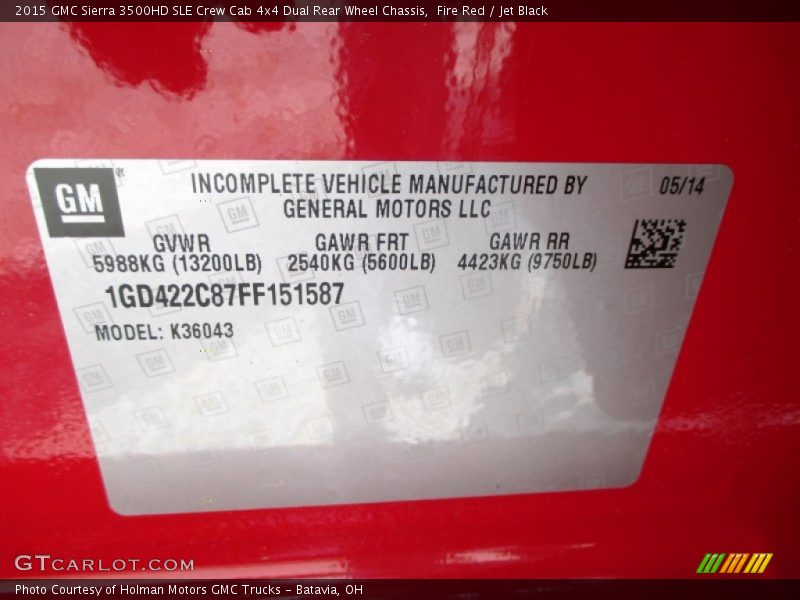 2015 GMC Sierra 3500HD SLE Crew Cab 4x4 Dual Rear Wheel Chassis,  Fire Red / Jet Black
GM ®
INCOMPLETE VEHICLE MANUFACTURED BY 05/14
GENERAL MOTORS LLC
GVWR GAWR FRT GAWR RR
5988KG (13200LB) 2540KG (5600LB) 4423KG (9750LB)
1GD422C87FF151587
MODEL: K36043
GTCARLOT.COM
Photo Courtesy of Holman Motors GMC Trucks - Batavia, OH